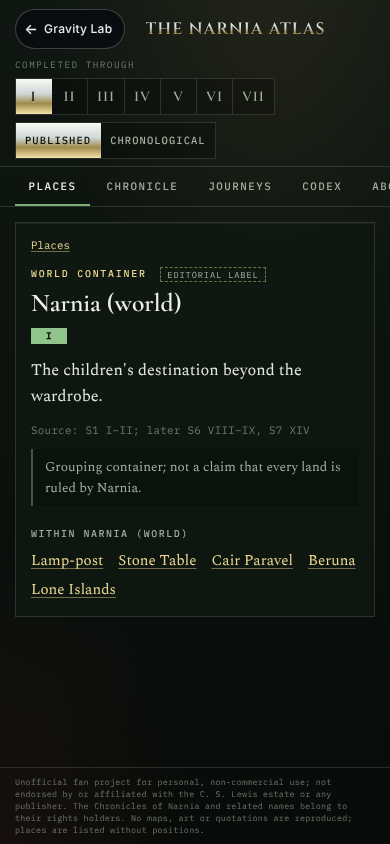 ← Gravity Lab
THE NARNIA ATLAS
COMPLETED THROUGH
I II III IV V VI VII
PUBLISHED CHRONOLOGICAL
PLACES CHRONICLE JOURNEYS CODEX
Places
WORLD CONTAINER EDITORIAL LABEL
Narnia (world)
I
The children's destination beyond the
wardrobe.
Source: S1 I–II; later S6 VIII–IX, S7 XIV
Grouping container; not a claim that every land is
ruled by Narnia.
WITHIN NARNIA (WORLD)
Lamp-post Stone Table Cair Paravel Beruna
Lone Islands
Unofficial fan project for personal, non-commercial use; not
endorsed by or affiliated with the C. S. Lewis estate or any
publisher. The Chronicles of Narnia and related names belong to
their rights holders. No maps, art or quotations are reproduced;
places are listed without positions.